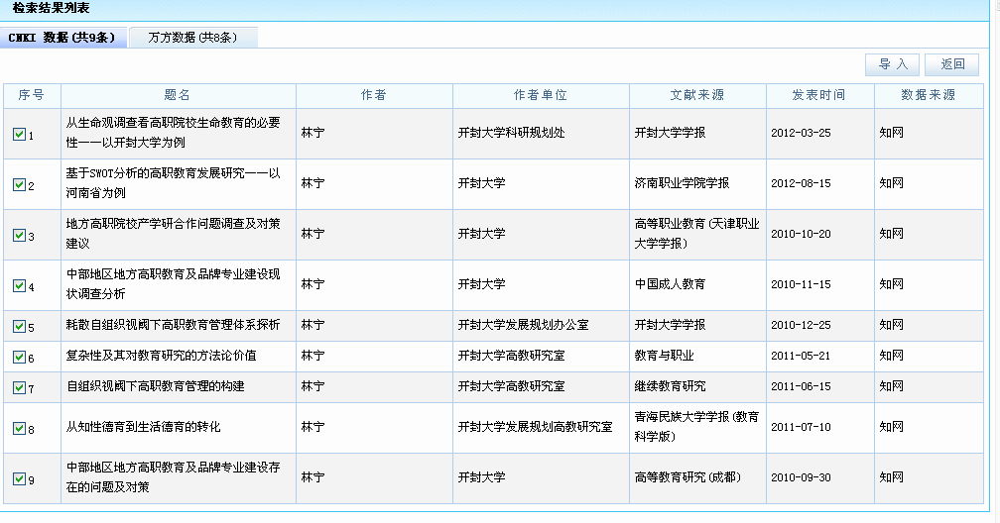 检索结果列表
CNKI 数据(共9条) 万方数据(共8条)
导 入 返回
序号 题名 作者 作者单位 文献来源 发表时间 数据来源
1 从生命观调查看高职院校生命教育的必要
性——以开封大学为例 林宁 开封大学科研规划处 开封大学学报 2012-03-25 知网
2 基于SWOT分析的高职教育发展研究——以
河南省为例 林宁 开封大学 济南职业学院学报 2012-08-15 知网
3 地方高职院校产学研合作问题调查及对策
建议 林宁 开封大学 高等职业教育(天津职业
大学学报) 2010-10-20 知网
4 中部地区地方高职教育及品牌专业建设现
状调查分析 林宁 开封大学 中国成人教育 2010-11-15 知网
5 耗散自组织视阈下高职教育管理体系探析 林宁 开封大学发展规划办公室 开封大学学报 2010-12-25 知网
6 复杂性及其对教育研究的方法论价值 林宁 开封大学高教研究室 教育与职业 2011-05-21 知网
7 自组织视阈下高职教育管理的构建 林宁 开封大学高教研究室 继续教育研究 2011-06-15 知网
8 从知性德育到生活德育的转化 林宁 开封大学发展规划高教研究室 青海民族大学学报(教育
科学版) 2011-07-10 知网
9 中部地区地方高职教育及品牌专业建设存
在的问题及对策 林宁 开封大学 高等教育研究(成都) 2010-09-30 知网